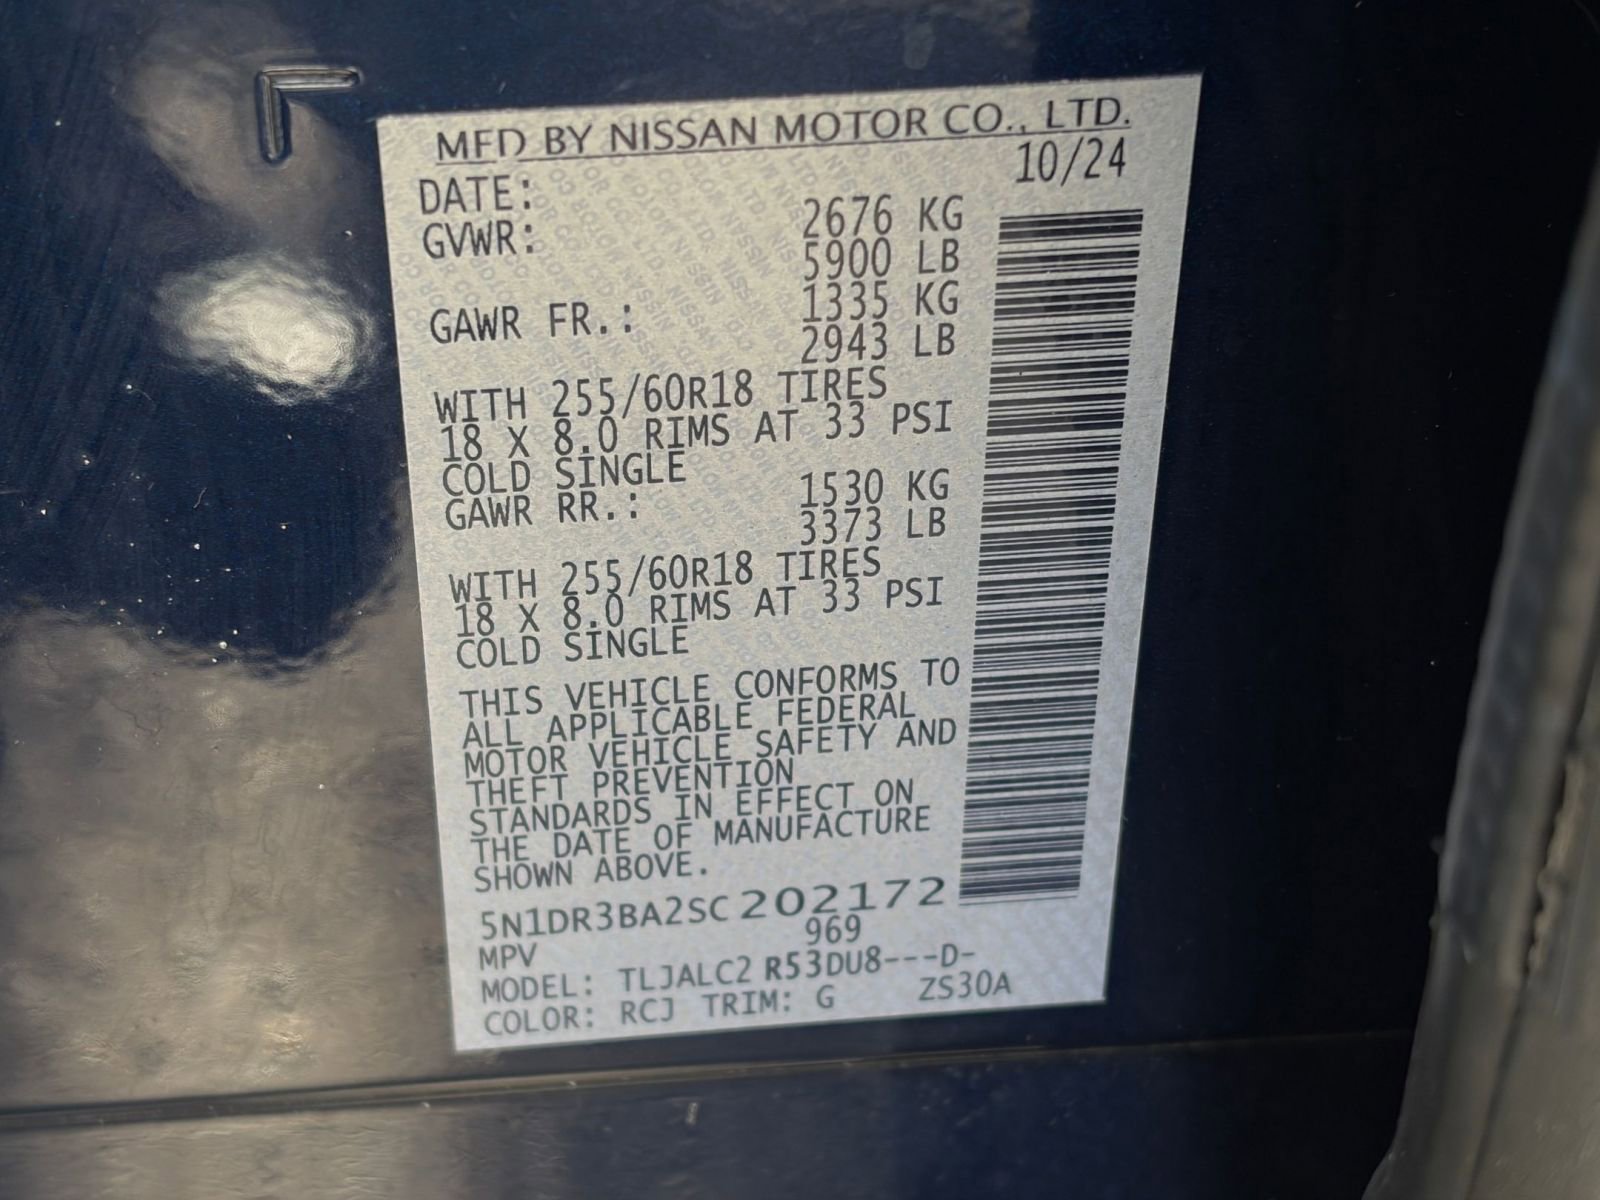 MFD BY NISSAN MOTOR CO., LTD.
DATE: 10/24
GVWR: 2676 KG
5900 LB
GAWR FR.: 1335 KG
2943 LB
WITH 255/60R18 TIRES
18 X 8.0 RIMS AT 33 PSI
COLD SINGLE
GAWR RR.: 1530 KG
3373 LB
WITH 255/60R18 TIRES
18 X 8.0 RIMS AT 33 PSI
COLD SINGLE
THIS VEHICLE CONFORMS TO
ALL APPLICABLE FEDERAL
MOTOR VEHICLE SAFETY AND
THEFT PREVENTION
STANDARDS IN EFFECT ON
THE DATE OF MANUFACTURE
SHOWN ABOVE.
5N1DR3BA2SC202172
MPV 969
MODEL: TLJALC2 R53DU8---D-
COLOR: RCJ TRIM: G ZS30A